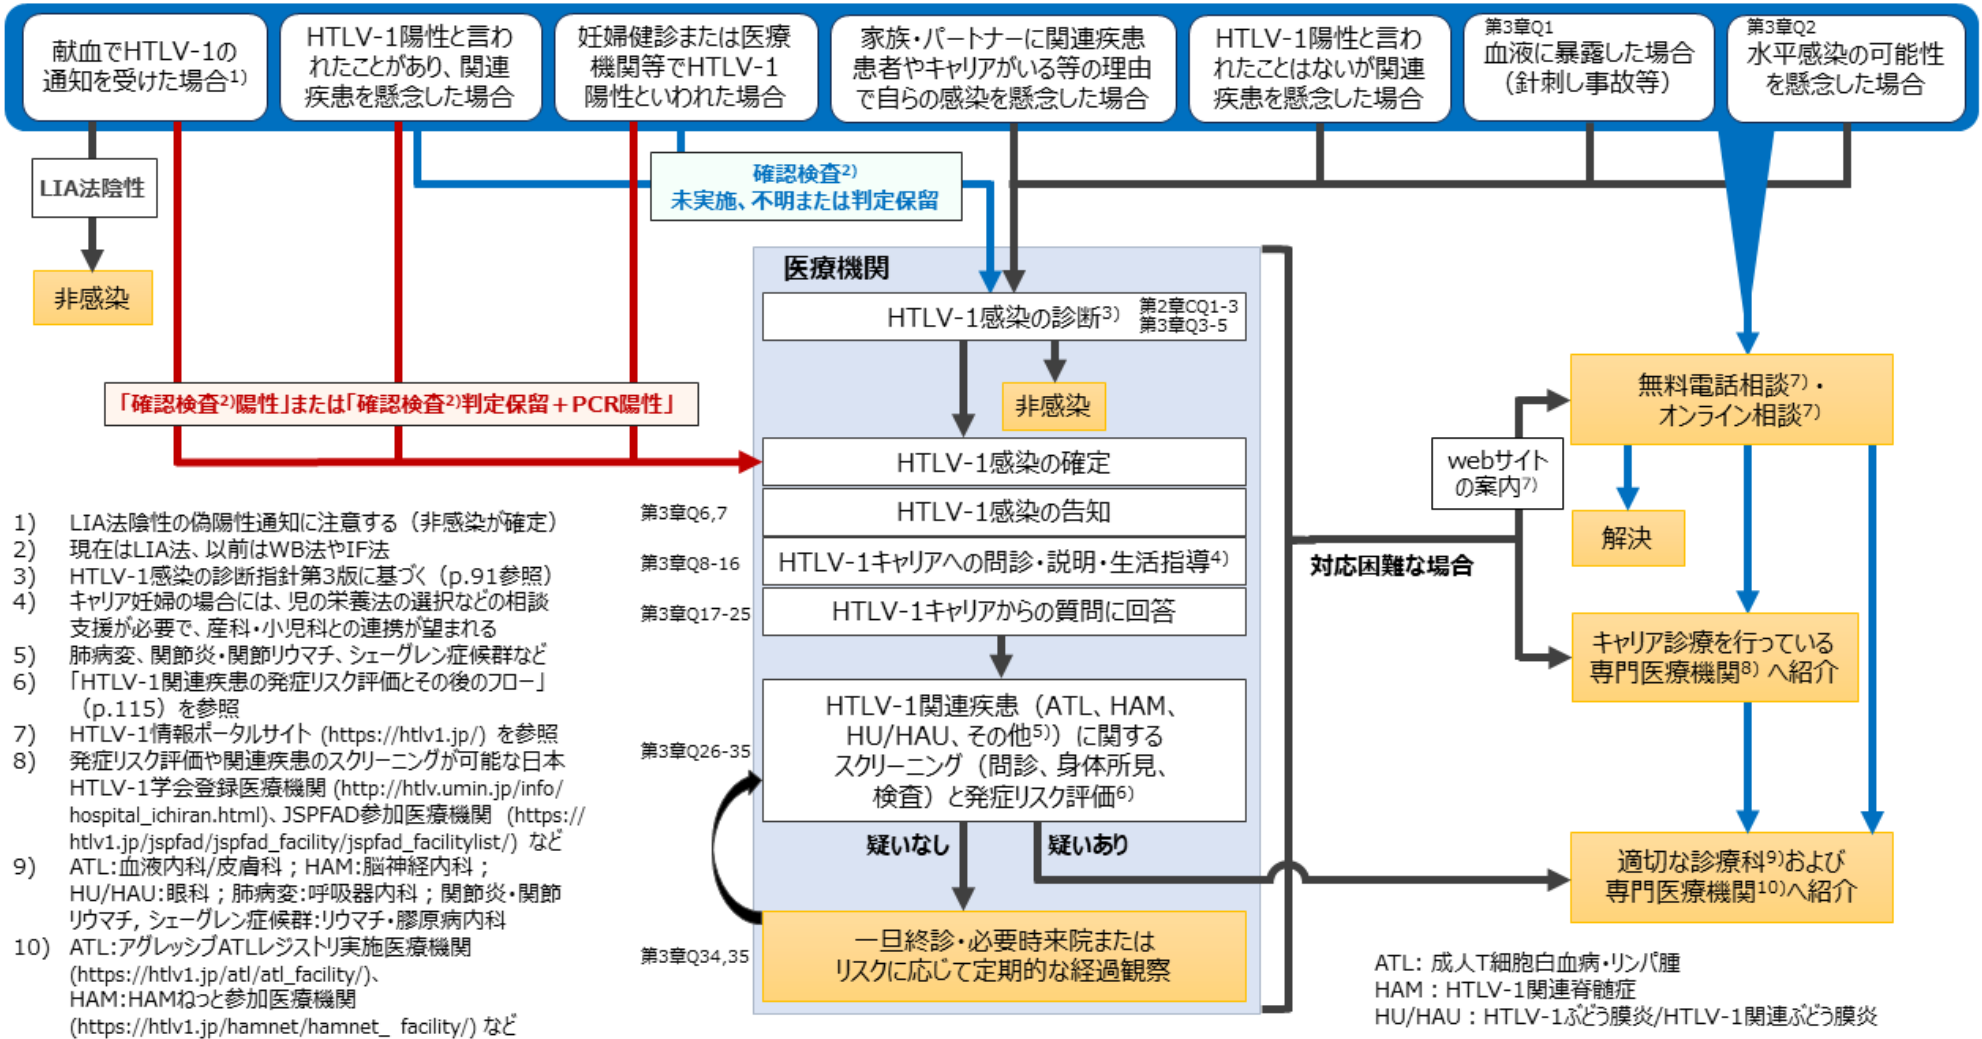 献血でHTLV-1の
通知を受けた場合1)
HTLV-1陽性と言わ
れたことがあり、関連
疾患を懸念した場合
妊婦健診または医療
機関等でHTLV-1
陽性といわれた場合
家族・パートナーに関連疾患
患者やキャリアがいる等の理由
で自らの感染を懸念した場合
HTLV-1陽性と言わ
れたことはないが関連
疾患を懸念した場合
第3章Q1
血液に暴露した場合
(針刺し事故等)
第3章Q2
水平感染の可能性
を懸念した場合
LIA法陰性
非感染
確認検査2)
未実施、不明または判定保留
「確認検査2)陽性」または「確認検査2)判定保留＋PCR陽性」
医療機関
HTLV-1感染の診断3)
第2章CQ1-3
第3章Q3-5
非感染
HTLV-1感染の確定
第3章Q6,7
HTLV-1感染の告知
第3章Q8-16
HTLV-1キャリアへの問診・説明・生活指導4)
第3章Q17-25
HTLV-1キャリアからの質問に回答
第3章Q26-35
HTLV-1関連疾患（ATL、HAM、
HU/HAU、その他5)）に関する
スクリーニング（問診、身体所見、
検査）と発症リスク評価6)
疑いなし
疑いあり
第3章Q34,35
一旦終診・必要時来院または
リスクに応じて定期的な経過観察
対応困難な場合
webサイト
の案内7)
無料電話相談7)・
オンライン相談7)
解決
キャリア診療を行っている
専門医療機関8) へ紹介
適切な診療科9)および
専門医療機関10)へ紹介
1) LIA法陰性の偽陽性通知に注意する（非感染が確定）
2) 現在はLIA法、以前はWB法やIF法
3) HTLV-1感染の診断指針第3版に基づく（p.91参照）
4) キャリア妊婦の場合には、児の栄養法の選択などの相談
支援が必要で、産科・小児科との連携が望まれる
5) 肺病変、関節炎・関節リウマチ、シェーグレン症候群など
6) 「HTLV-1関連疾患の発症リスク評価とその後のフロー」
（p.115）を参照
7) HTLV-1情報ポータルサイト (https://htlv1.jp/) を参照
8) 発症リスク評価や関連疾患のスクリーニングが可能な日本
HTLV-1学会登録医療機関 (http://htlv.umin.jp/info/
hospital_ichiran.html)、JSPFAD参加医療機関 (https://
htlv1.jp/jspfad/jspfad_facility/jspfad_facilitylist/) など
9) ATL:血液内科/皮膚科；HAM:脳神経内科；
HU/HAU:眼科；肺病変:呼吸器内科；関節炎・関節
リウマチ, シェーグレン症候群:リウマチ・膠原病内科
10) ATL:アグレッシブATLレジストリ実施医療機関
(https://htlv1.jp/atl/atl_facility/)、
HAM:HAMねっと参加医療機関
(https://htlv1.jp/hamnet/hamnet_ facility/) など
ATL: 成人T細胞白血病・リンパ腫
HAM：HTLV-1関連脊髄症
HU/HAU：HTLV-1ぶどう膜炎/HTLV-1関連ぶどう膜炎